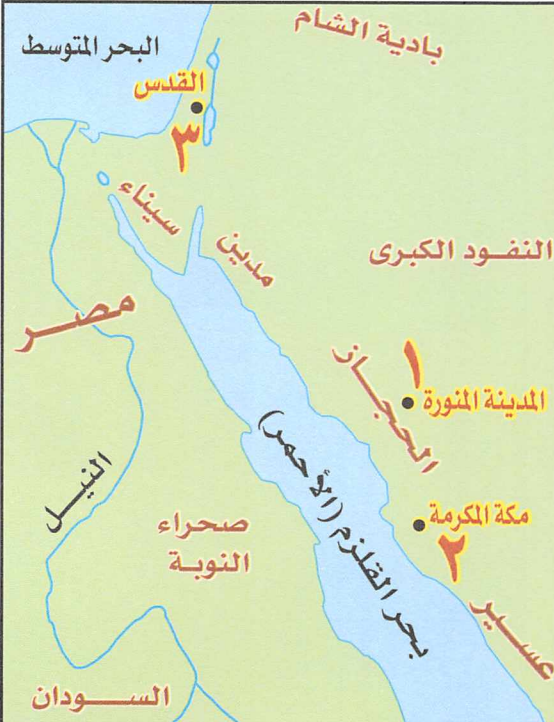 البحر المتوسط
بادية الشام
القدس
٣
سيناء
مدين
النفود الكبرى
مصر
١
المدينة المنورة
الحجاز
النيل
بحر القلزم (الأحمر)
مكة المكرمة
٢
صحراء
النوبة
عسير
السودان